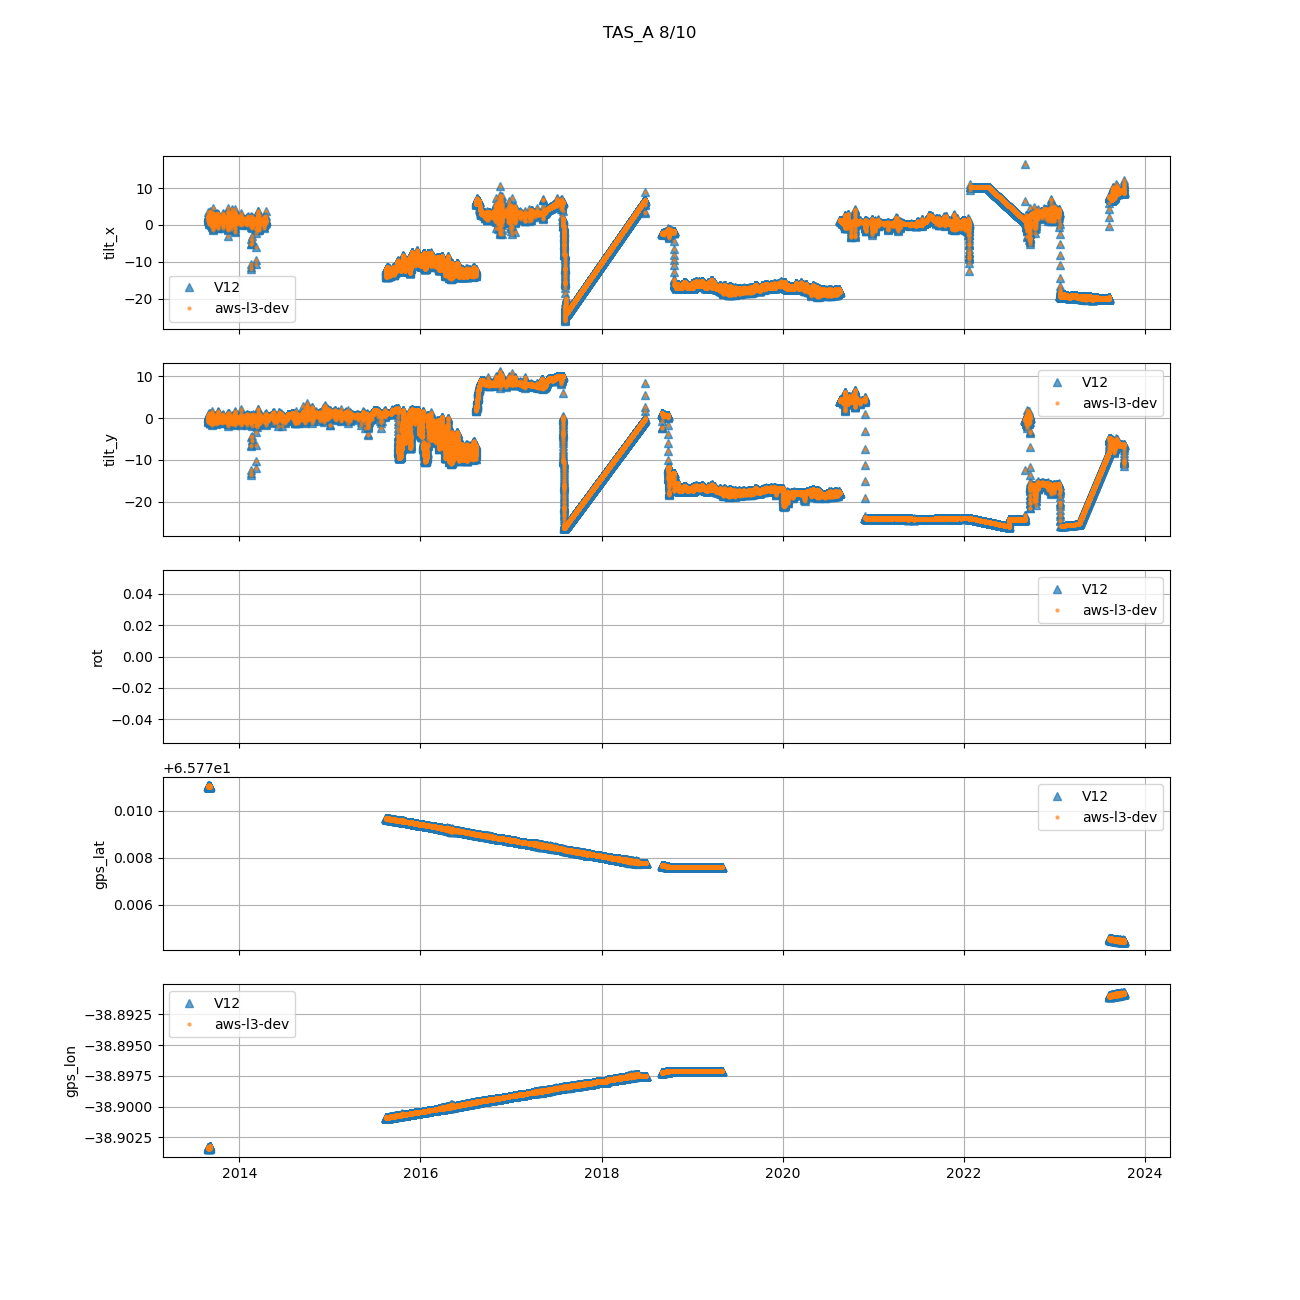 TAS_A 8/10
10
0
−10
−20
tilt_x
V12
aws-l3-dev
10
0
−10
−20
tilt_y
V12
aws-l3-dev
0.04
0.02
0.00
−0.02
−0.04
rot
V12
aws-l3-dev
+6.577e1
0.010
0.008
0.006
gps_lat
V12
aws-l3-dev
−38.8925
−38.8950
−38.8975
−38.9000
−38.9025
gps_lon
V12
aws-l3-dev
2014 2016 2018 2020 2022 2024